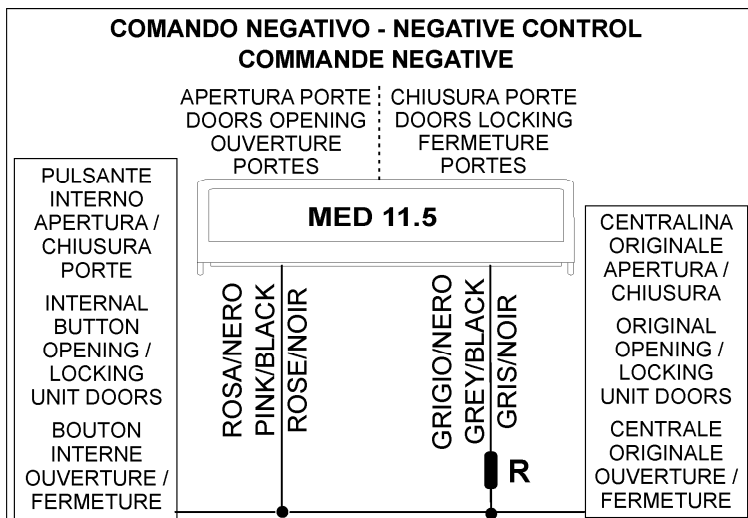 COMANDO NEGATIVO - NEGATIVE CONTROL
COMMANDE NEGATIVE
APERTURA PORTE
DOORS OPENING
OUVERTURE
PORTES
CHIUSURA PORTE
DOORS LOCKING
FERMETURE
PORTES
PULSANTE
INTERNO
APERTURA /
CHIUSURA
PORTE
INTERNAL
BUTTON
OPENING /
LOCKING
UNIT DOORS
BOUTON
INTERNE
OUVERTURE /
FERMETURE
MED 11.5
ROSA/NERO
PINK/BLACK
ROSE/NOIR
GRIGIO/NERO
GREY/BLACK
GRIS/NOIR
R
CENTRALINA
ORIGINALE
APERTURA /
CHIUSURA
ORIGINAL
OPENING /
LOCKING
UNIT DOORS
CENTRALE
ORIGINALE
OUVERTURE /
FERMETURE